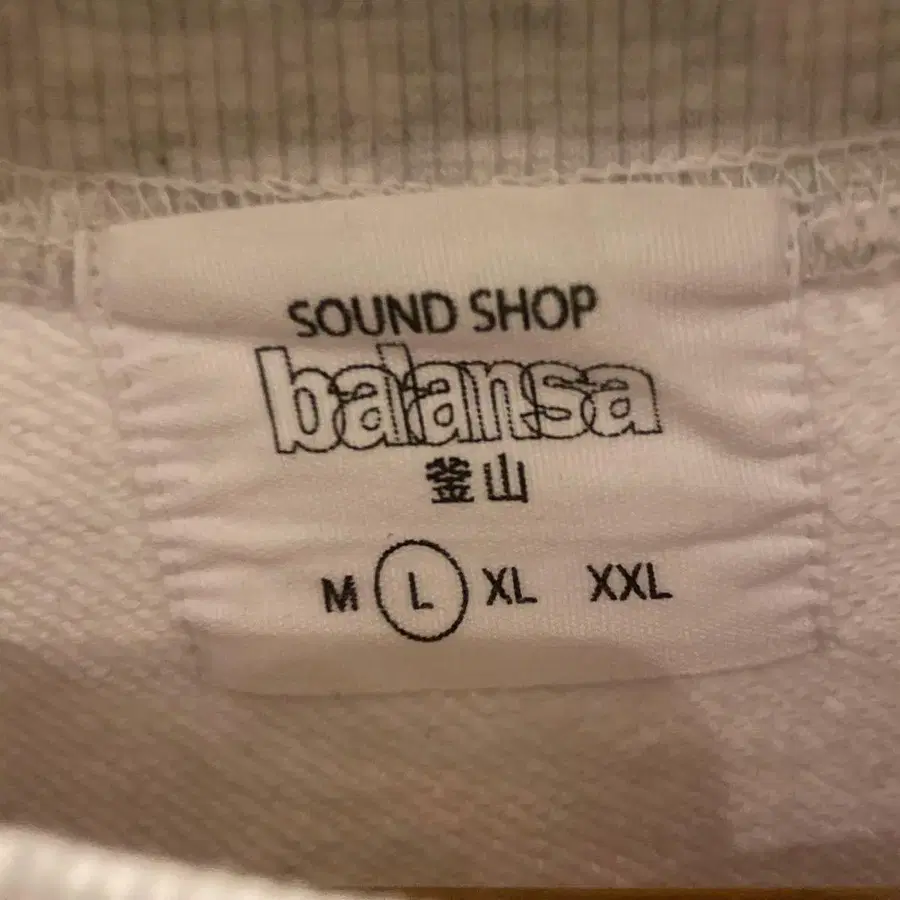 SOUND SHOP
balansa
釜山
M L XL XXL